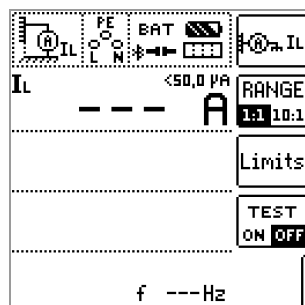 A IL
PE
L N
BAT
A IL
IL <50,0 µA
--- A
RANGE
1:1 10:1
Limits
TEST
ON OFF
f ---Hz